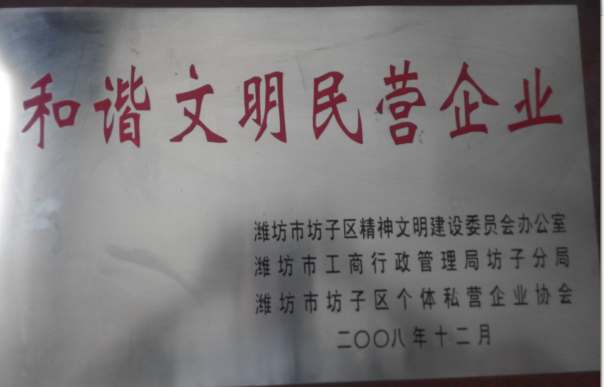 和谐文明民营企业
潍坊市坊子区精神文明建设委员会办公室
潍坊市工商行政管理局坊子分局
潍坊市坊子区个体私营企业协会
二〇〇八年十二月